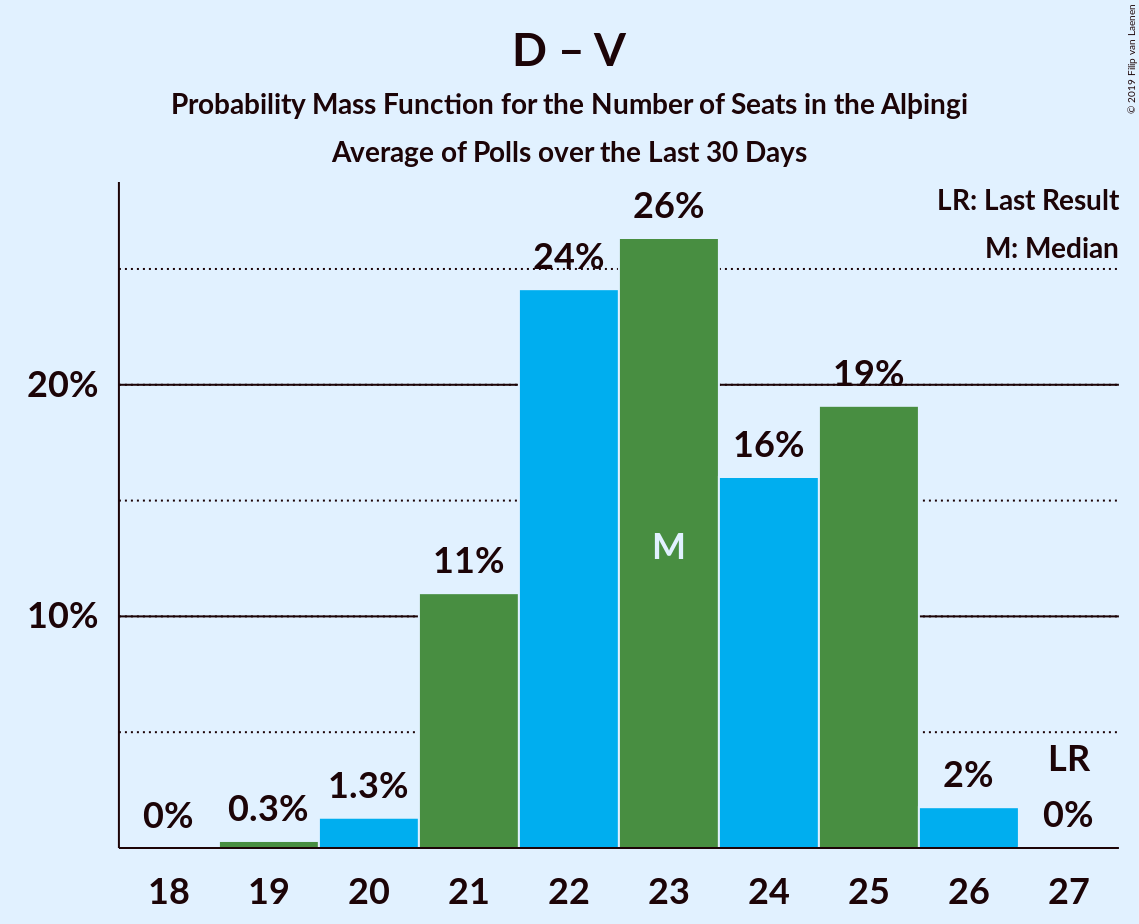 D – V
Probability Mass Function for the Number of Seats in the Alþingi
Average of Polls over the Last 30 Days
© 2019 Filip van Laenen
LR: Last Result
M: Median
20%
10%
0%
0.3%
1.3%
11%
24%
26%
16%
19%
2%
0%
LR
M
18 19 20 21 22 23 24 25 26 27